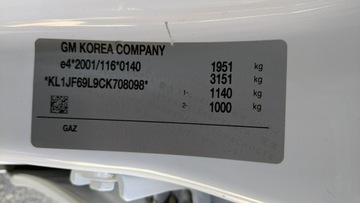 GM KOREA COMPANY
e4*2001/116*0140 1951 kg
*KL1JF69L9CK708098* 3151 kg
1- 1140 kg
2- 1000 kg
GAZ